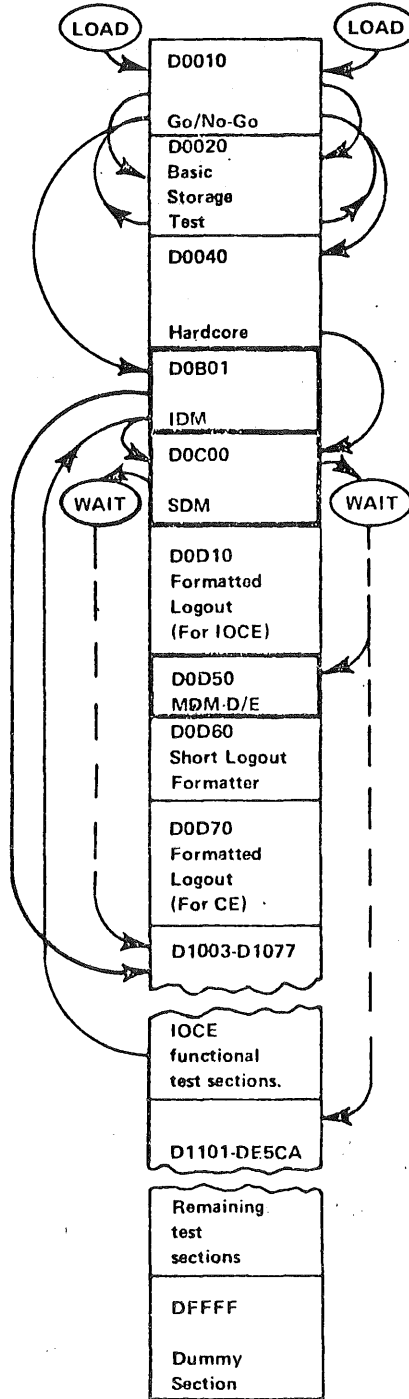 LOAD
LOAD
D0010
Go/No-Go
D0020
Basic
Storage
Test
D0040
Hardcore
D0B01
IDM
D0C00
WAIT
SDM
WAIT
D0D10
Formatted
Logout
(For IOCE)
D0D50
MDM-D/E
D0D60
Short Logout
Formatter
D0D70
Formatted
Logout
(For CE)
D1003-D1077
IOCE
functional
test sections.
D1101-DE5CA
Remaining
test
sections
DFFFF
Dummy
Section